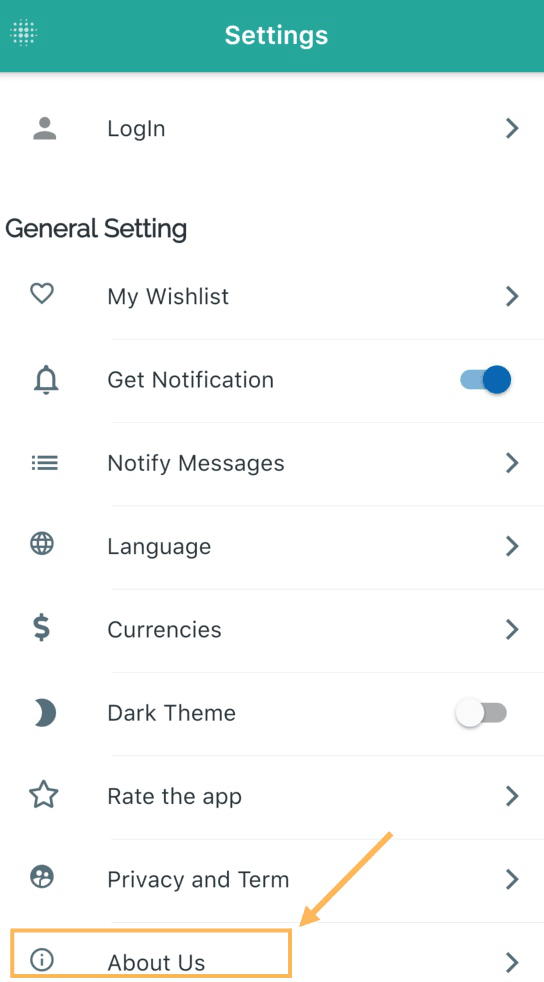 Settings
LogIn
General Setting
My Wishlist
Get Notification
Notify Messages
Language
Currencies
Dark Theme
Rate the app
Privacy and Term
About Us